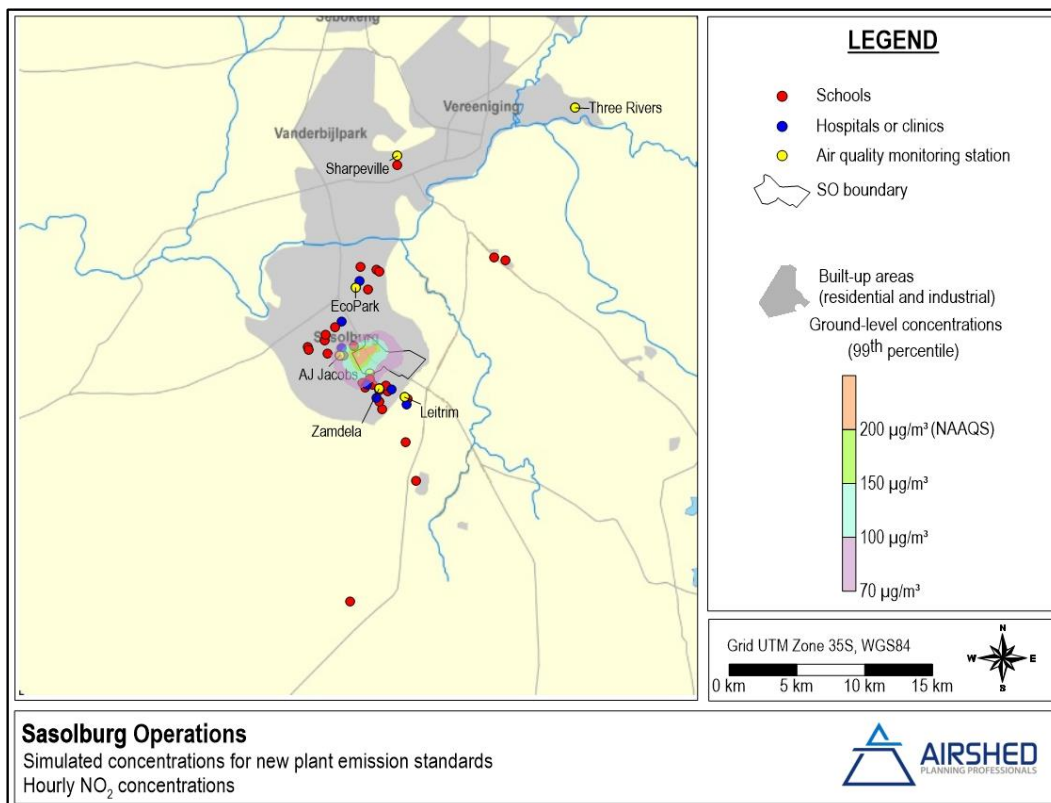 Sebokeng
Vereeniging
Three Rivers
Vanderbijlpark
Sharpeville
EcoPark
Sasolburg
AJ Jacobs
Leitrim
Zamdela
LEGEND
Schools
Hospitals or clinics
Air quality monitoring station
SO boundary
Built-up areas
(residential and industrial)
Ground-level concentrations
(99th percentile)
200 µg/m³ (NAAQS)
150 µg/m³
100 µg/m³
70 µg/m³
Grid UTM Zone 35S, WGS84
N
W E
S
0 km 5 km 10 km 15 km
Sasolburg Operations
Simulated concentrations for new plant emission standards
Hourly NO₂ concentrations
AIRSHED
PLANNING PROFESSIONALS